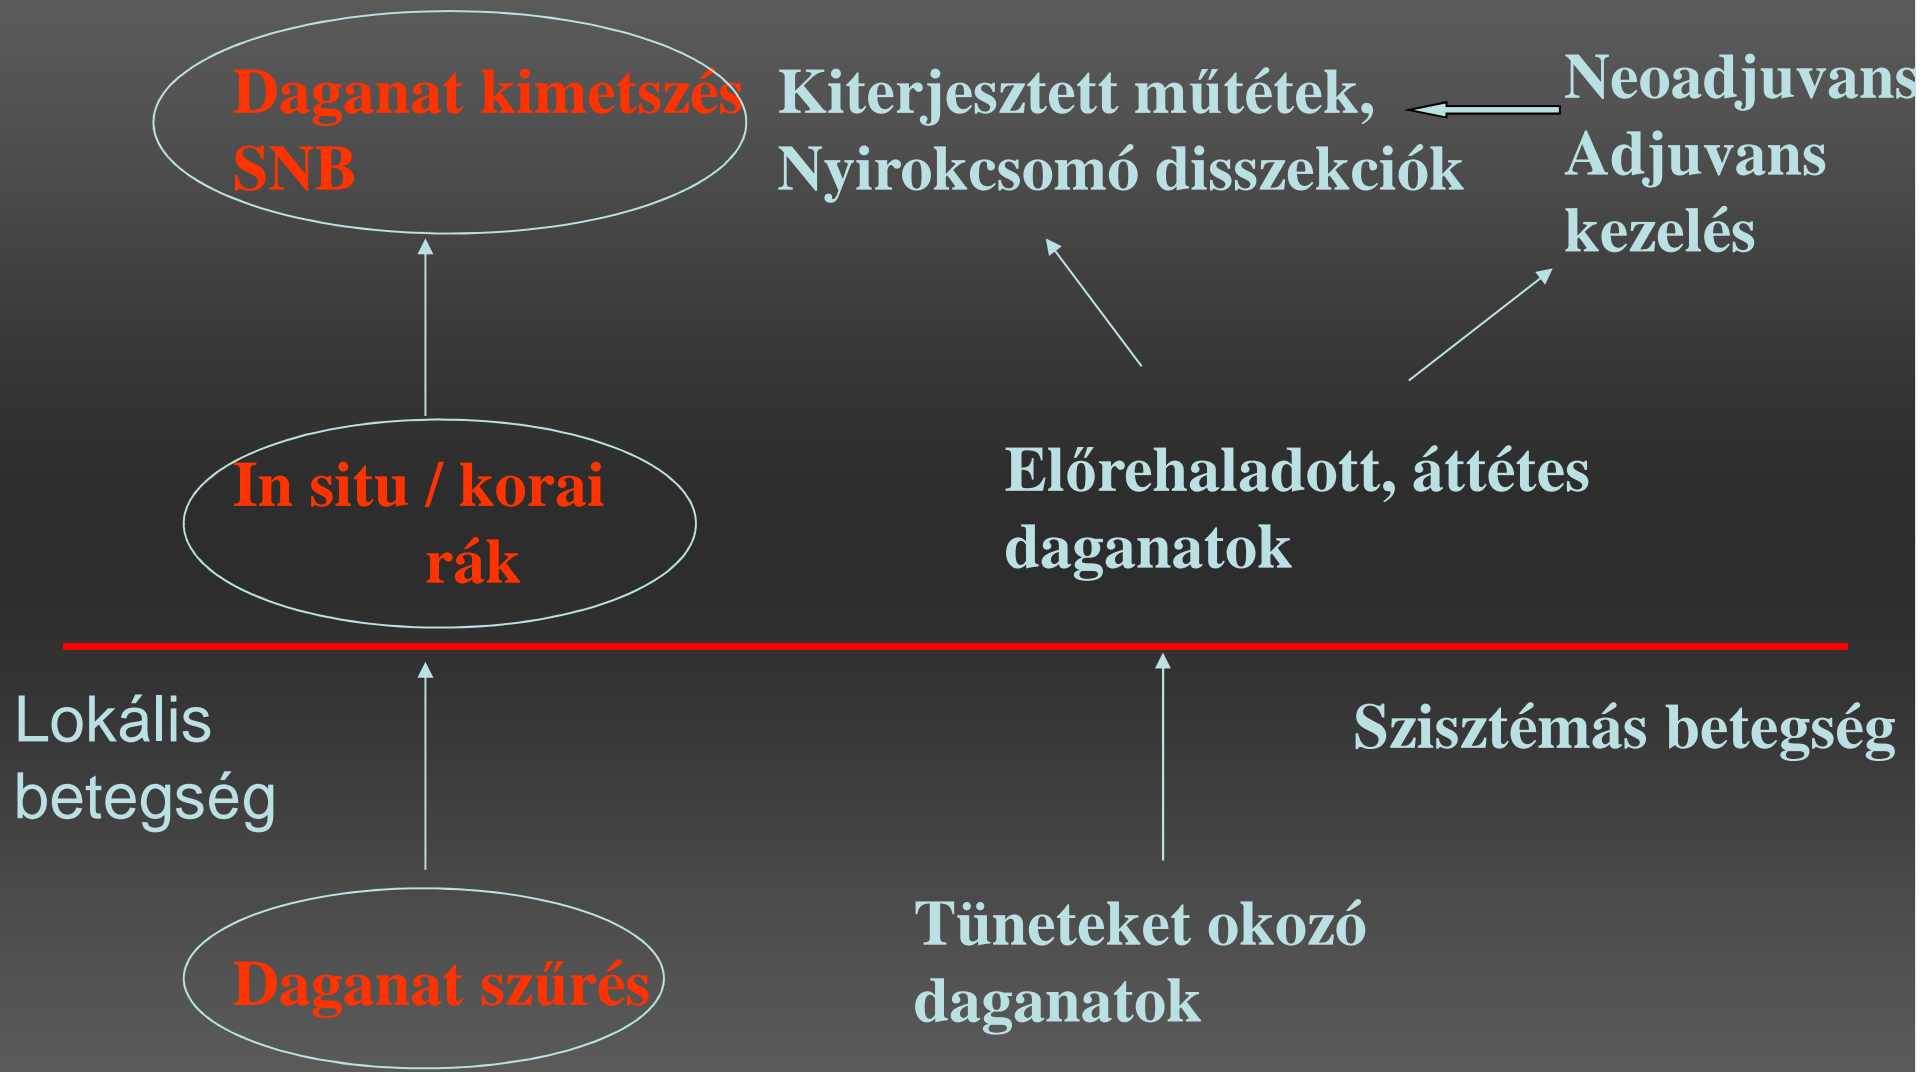 Daganat kimetszés
SNB
Kiterjesztett műtétek,
Nyirokcsomó disszekciók
Neoadjuvans
Adjuvans
kezelés
In situ / korai
rák
Előrehaladott, áttétes
daganatok
Lokális
betegség
Szisztémás betegség
Daganat szűrés
Tüneteket okozó
daganatok